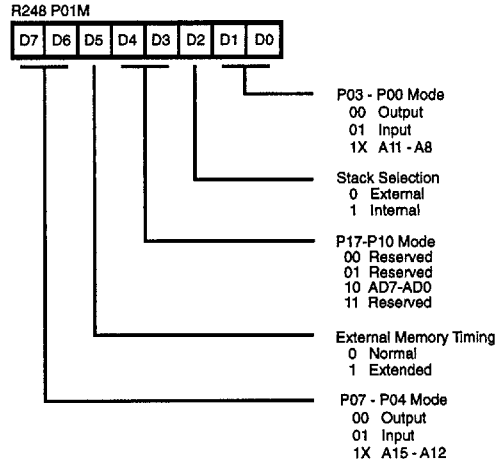 R248 P01M
D7 D6 D5 D4 D3 D2 D1 D0
P03 - P00 Mode
00 Output
01 Input
1X A11 - A8
Stack Selection
0 External
1 Internal
P17-P10 Mode
00 Reserved
01 Reserved
10 AD7-AD0
11 Reserved
External Memory Timing
0 Normal
1 Extended
P07 - P04 Mode
00 Output
01 Input
1X A15 - A12